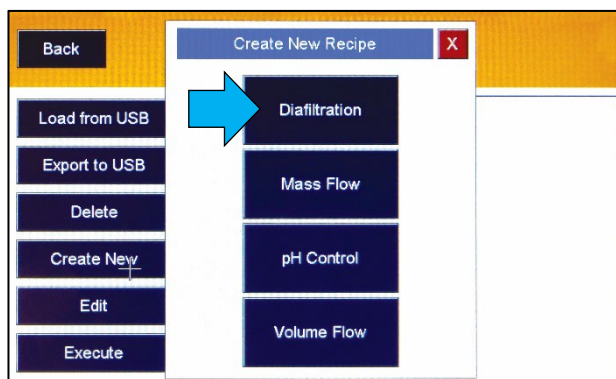 Back
Create New Recipe
X
Load from USB
Export to USB
Delete
Create New
Edit
Execute
Diafiltration
Mass Flow
pH Control
Volume Flow